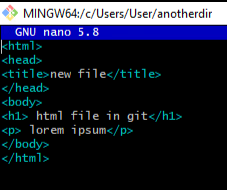 MINGW64:/c/Users/User/anotherdir
GNU nano 5.8
<html>
<head>
<title>new file</title>
</head>
<body>
<h1> html file in git</h1>
<p> lorem ipsum</p>
</body>
</html>